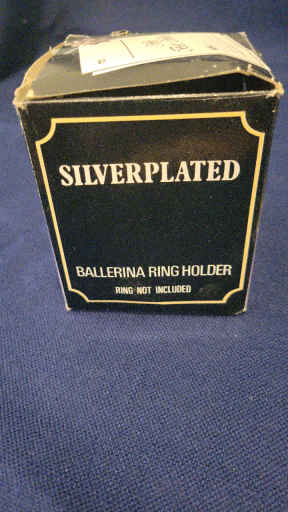 SILVERPLATED
BALLERINA RING HOLDER
RING NOT INCLUDED